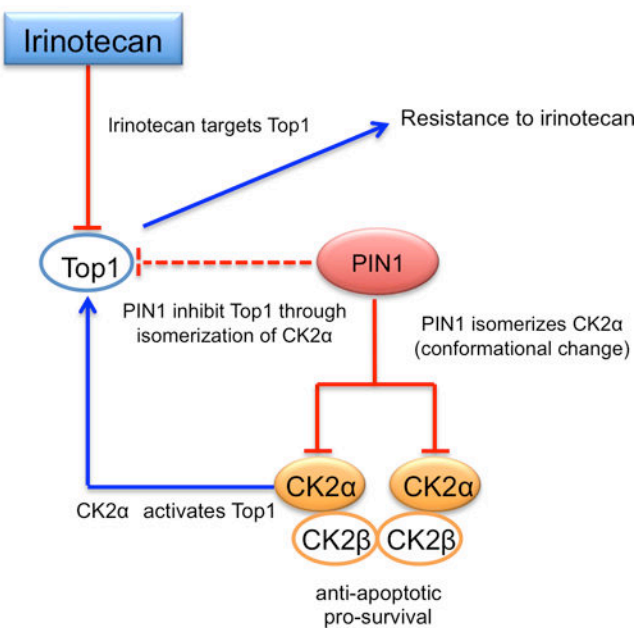 Irinotecan
Irinotecan targets Top1
Resistance to irinotecan
Top1
PIN1
PIN1 inhibit Top1 through
isomerization of CK2α
PIN1 isomerizes CK2α
(conformational change)
CK2α
CK2α
CK2α activates Top1
CK2β
CK2β
anti-apoptotic
pro-survival